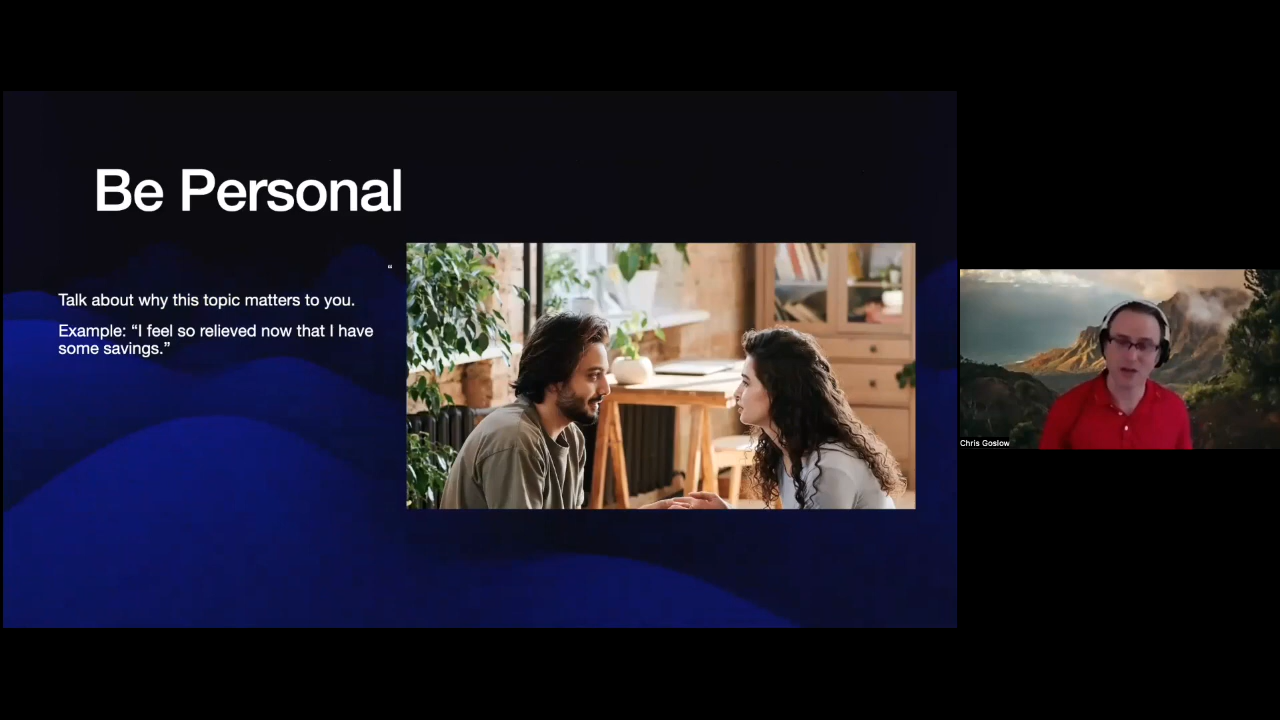 Be Personal
“
Talk about why this topic matters to you.
Example: “I feel so relieved now that I have
some savings.”
Chris Goslow